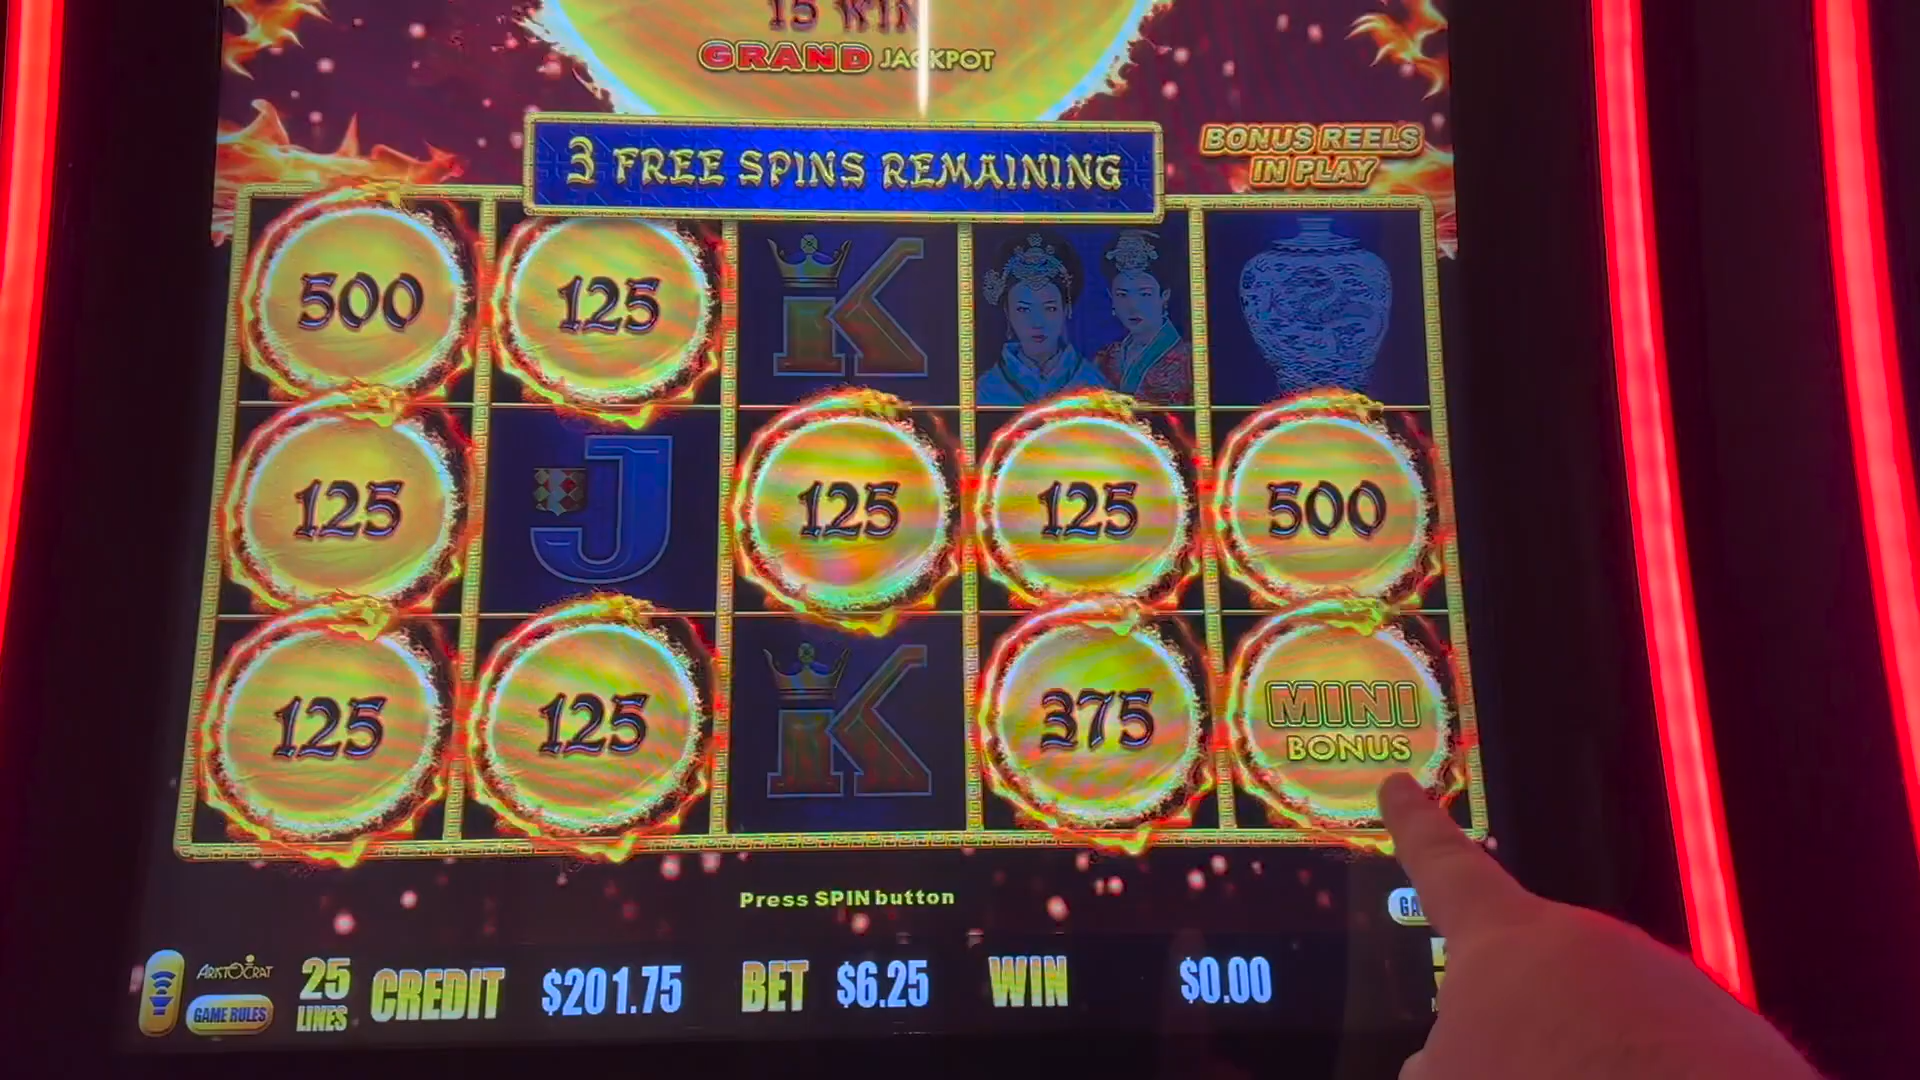 15 WIN
GRAND JACKPOT
3 FREE SPINS REMAINING
BONUS REELS
IN PLAY
500
125
K
125
J
125
125
500
125
125
K
375
MINI
BONUS
Press SPIN button
ARISTOCRAT
GAME RULES
25
LINES
CREDIT $201.75
BET $6.25
WIN $0.00